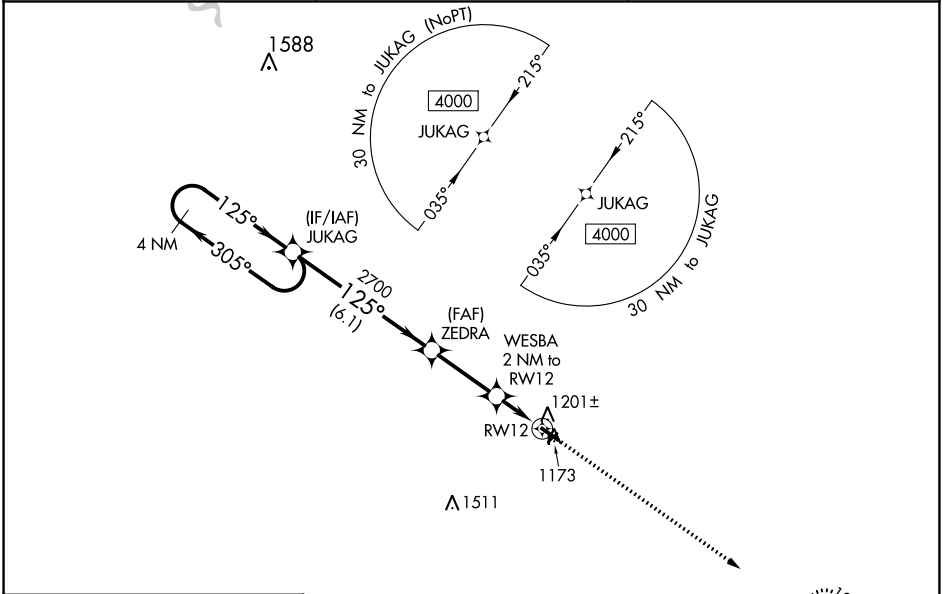 1588
30 NM to JUKAG (NoPT)
215°
4000
JUKAG
035°
215°
JUKAG
4000
035°
30 NM to JUKAG
125°
(IF/IAF)
JUKAG
4 NM
305°
2700
125°
(6.1)
(FAF)
ZEDRA
WESBA
2 NM to
RW12
1201±
RW12
1173
1511